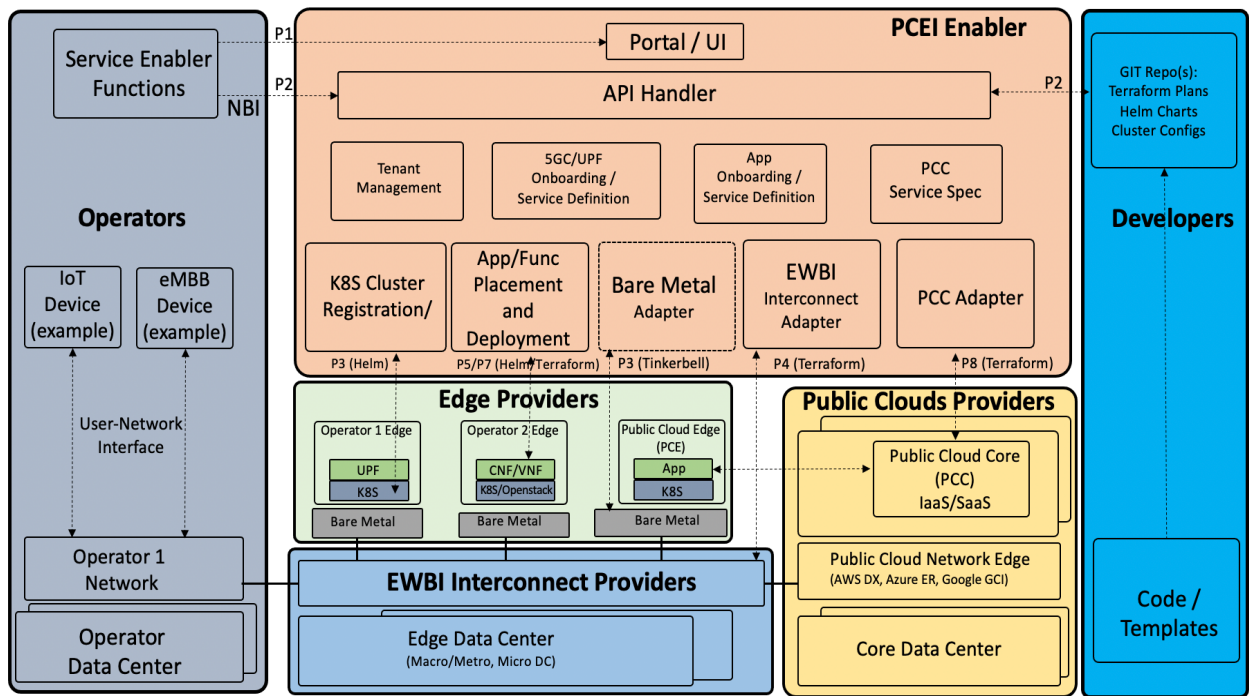 PCEI Enabler
P1
Portal / UI
Service Enabler
Functions
P2
NBI
API Handler
P2
GIT Repo(s):
Terraform Plans
Helm Charts
Cluster Configs
Tenant
Management
5GC/UPF
Onboarding /
Service Definition
App
Onboarding /
Service Definition
PCC
Service Spec
Operators
Developers
IoT
Device
(example)
eMBB
Device
(example)
K8S Cluster
Registration/
App/Func
Placement
and
Deployment
Bare Metal
Adapter
EWBI
Interconnect
Adapter
PCC Adapter
P3 (Helm)
P5/P7 (Helm/Terraform)
P3 (Tinkerbell)
P4 (Terraform)
P8 (Terraform)
User-Network
Interface
Edge Providers
Operator 1 Edge
UPF
K8S
Bare Metal
Operator 2 Edge
CNF/VNF
K8S/Openstack
Bare Metal
Public Cloud Edge
(PCE)
App
K8S
Bare Metal
Public Clouds Providers
Public Cloud Core
(PCC)
IaaS/SaaS
Public Cloud Network Edge
(AWS DX, Azure ER, Google GCI)
Core Data Center
Operator 1
Network
Operator
Data Center
EWBI Interconnect Providers
Edge Data Center
(Macro/Metro, Micro DC)
Code /
Templates